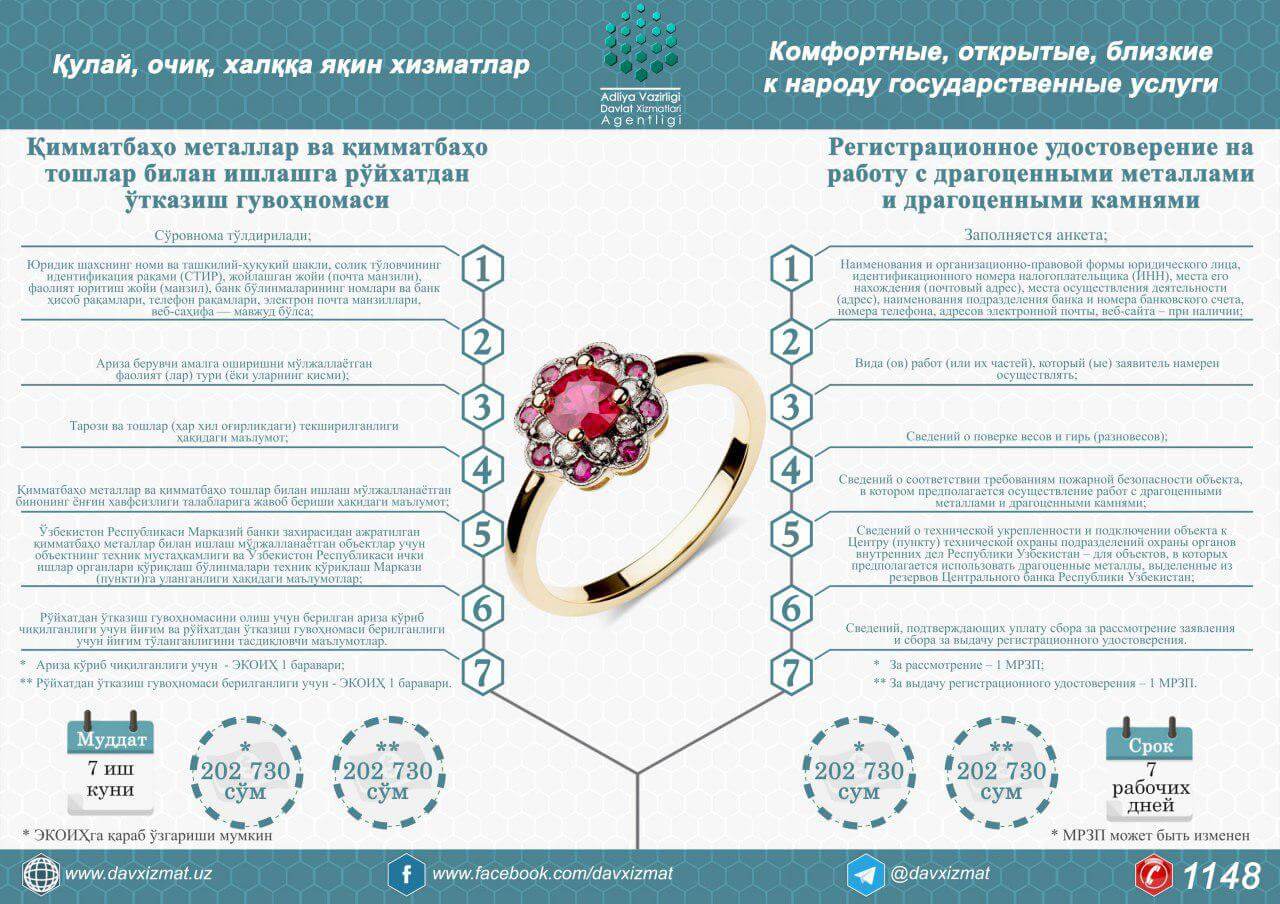 Қулай, очиқ, халққа яқин хизматлар
Adliya Vazirligi
Davlat Xizmatlari
Agentligi
Комфортные, открытые, близкие
к народу государственные услуги
Қимматбаҳо металлар ва қимматбаҳо
тошлар билан ишлашга рўйхатдан
ўтказиш гувоҳномаси
Сўровнома тўлдирилади;
1
Юридик шахснинг номи ва ташкилий-ҳуқуқий шакли, солиқ тўловчининг
идентификация рақами (СТИР), жойлашган жойи (почта манзили),
фаолият юритиш жойи (манзил), банк бўлинмаларининг номлари ва банк
ҳисоб рақамлари, телефон рақамлари, электрон почта манзиллари,
веб-саҳифа — мавжуд бўлса;
2
Ариза берувчи амалга оширишни мўлжаллаётган
фаолият (лар) тури (ёки уларнинг қисми);
3
Тарози ва тошлар (ҳар хил оғирликдаги) текширилганлиги
ҳақидаги маълумот;
4
Қимматбаҳо металлар ва қимматбаҳо тошлар билан ишлаш мўлжалланаётган
бинонинг ёнғин хавфсизлиги талабларига жавоб бериши ҳақидаги маълумот;
5
Ўзбекистон Республикаси Марказий банки захирасидан ажратилган
қимматбаҳо металлар билан ишлаш мўлжалланаётган объектлар учун
объектнинг техник мустаҳкамлиги ва Ўзбекистон Республикаси ички
ишлар органлари қўриқлаш бўлинмалари техник қўриқлаш Маркази
(пункти)га уланганлиги ҳақидаги маълумотлар;
6
Рўйхатдан ўтказиш гувоҳномасини олиш учун берилган ариза кўриб
чиқилганлиги учун йиғим ва рўйхатдан ўтказиш гувоҳномаси берилганлиги
учун йиғим тўланганлигини тасдиқловчи маълумотлар.
7
* Ариза кўриб чиқилганлиги учун - ЭКОИҲ 1 баравари;
** Рўйхатдан ўтказиш гувоҳномаси берилганлиги учун - ЭКОИҲ 1 баравари.
Муддат
7 иш
куни
*
202 730
сўм
**
202 730
сўм
* ЭКОИҲга қараб ўзгариши мумкин
Регистрационное удостоверение на
работу с драгоценными металлами
и драгоценными камнями
Заполняется анкета;
1
Наименования и организационно-правовой формы юридического лица,
идентификационного номера налогоплательщика (ИНН), места его
нахождения (почтовый адрес), места осуществления деятельности
(адрес), наименования подразделения банка и номера банковского счета,
номера телефона, адресов электронной почты, веб-сайта – при наличии;
2
Вида (ов) работ (или их частей), который (ые) заявитель намерен
осуществлять;
3
Сведений о поверке весов и гирь (разновесов);
4
Сведений о соответствии требованиям пожарной безопасности объекта,
в котором предполагается осуществление работ с драгоценными
металлами и драгоценными камнями;
5
Сведений о технической укрепленности и подключении объекта к
Центру (пункту) технической охраны подразделений охраны органов
внутренних дел Республики Узбекистан – для объектов, в которых
предполагается использовать драгоценные металлы, выделенные из
резервов Центрального банка Республики Узбекистан;
6
Сведений, подтверждающих уплату сбора за рассмотрение заявления
и сбора за выдачу регистрационного удостоверения.
7
* За рассмотрение – 1 МРЗП;
** За выдачу регистрационного удостоверения – 1 МРЗП.
*
202 730
сум
**
202 730
сум
Срок
7
рабочих
дней
* МРЗП может быть изменен
www.davxizmat.uz
www.facebook.com/davxizmat
@davxizmat
1148